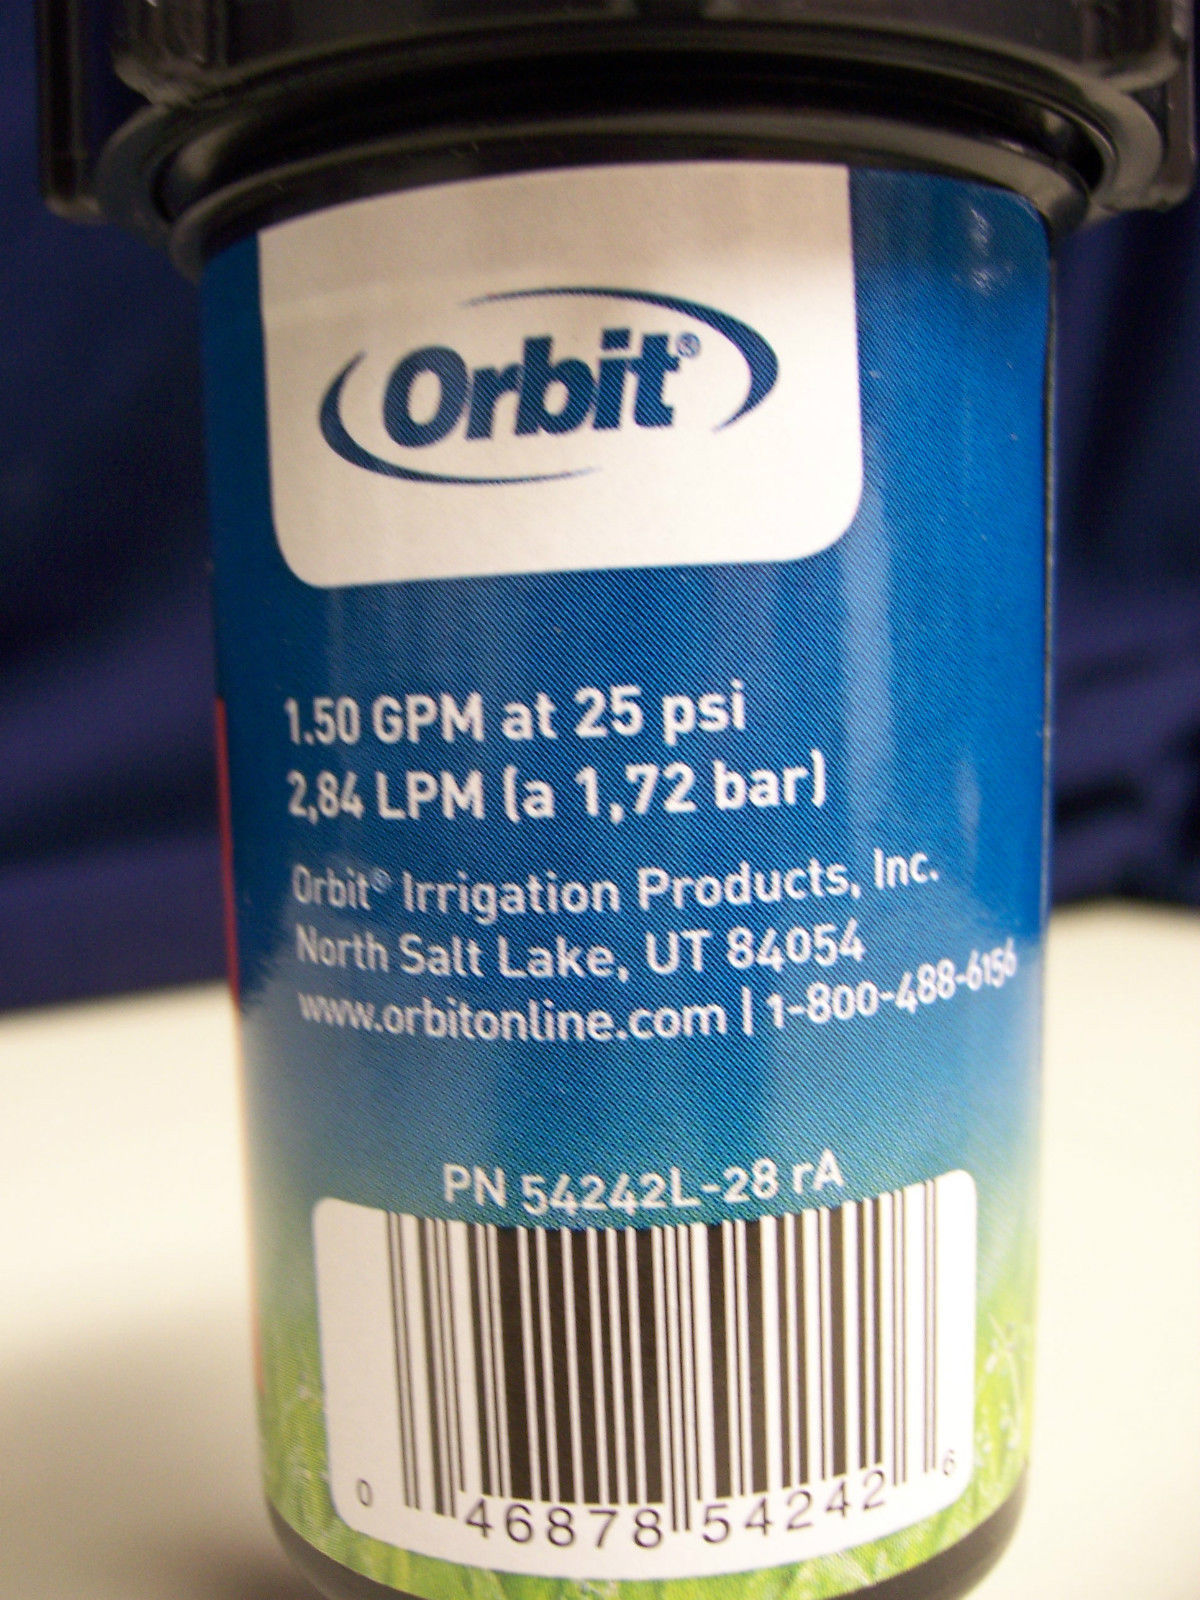 Orbit®
1.50 GPM at 25 psi
2,84 LPM (a 1,72 bar)
Orbit® Irrigation Products, Inc.
North Salt Lake, UT 84054
www.orbitonline.com | 1-800-488-6156
PN 54242L-28 rA
0 46878 54242 6